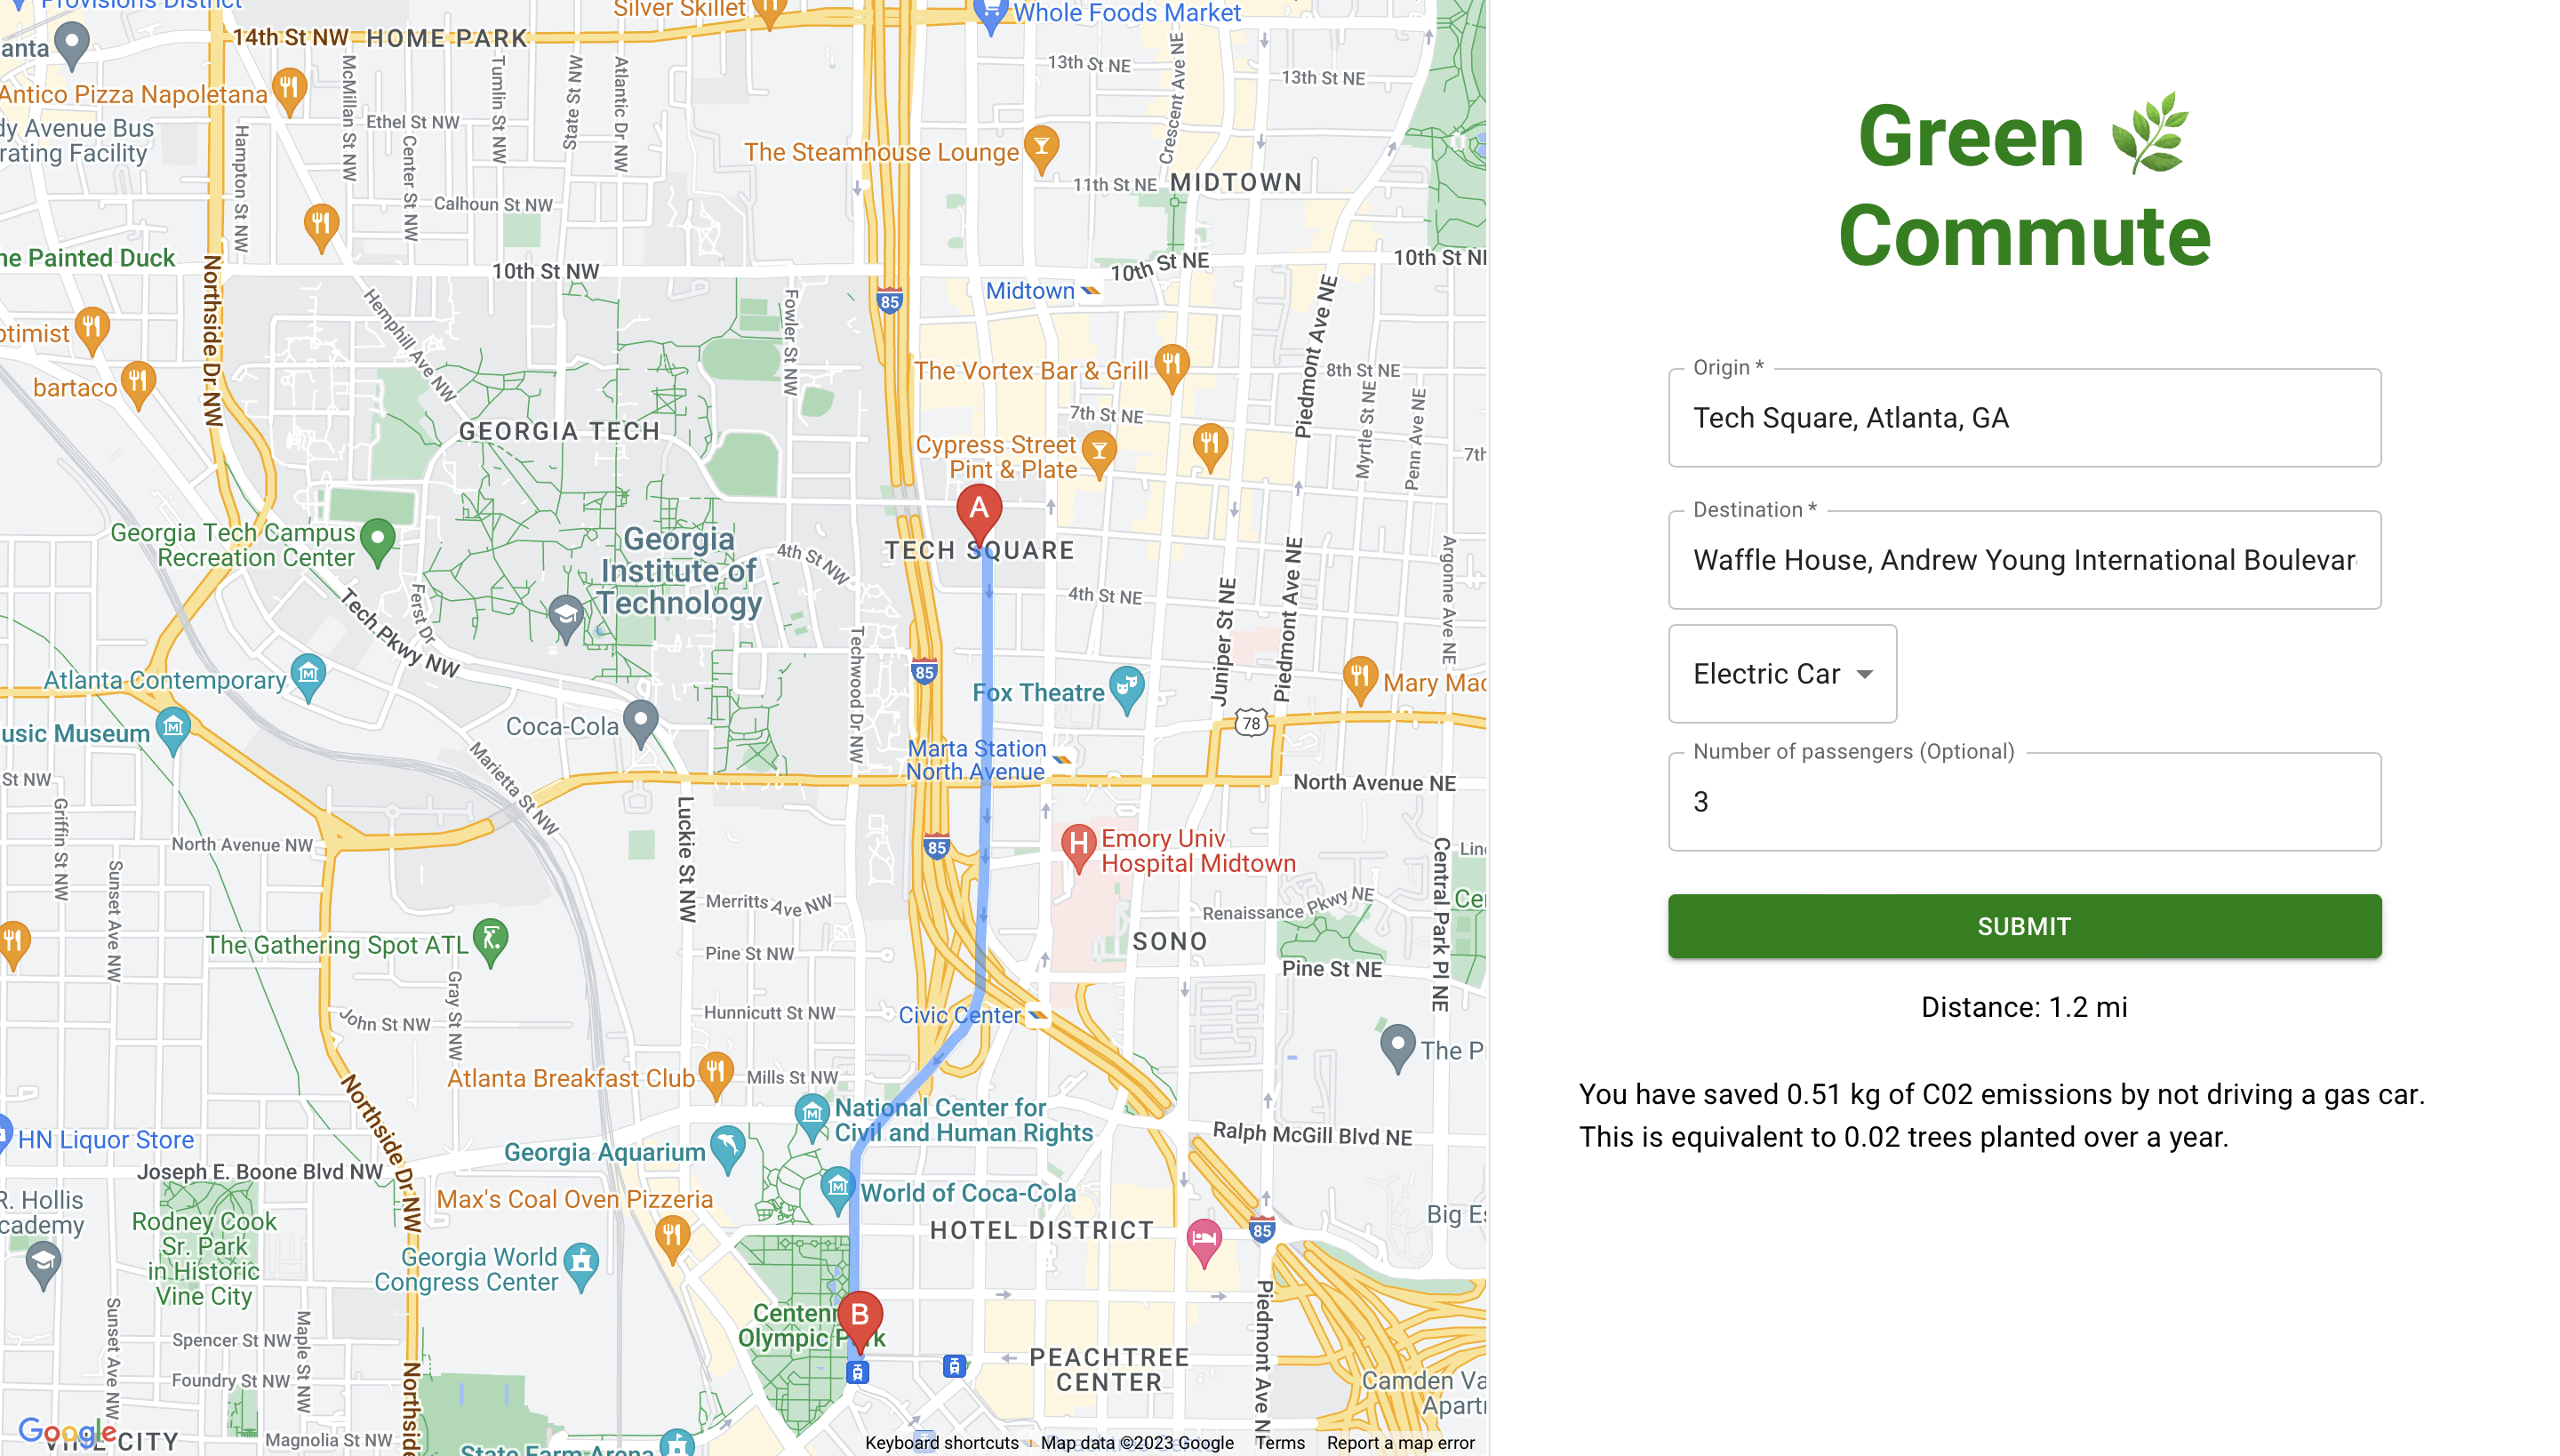 Provisions District
Silver Skillet
Whole Foods Market
14th St NW
HOME PARK
anta
13th St NE
13th St NE
Crescent Ave NE
Antico Pizza Napoletana
McMillan St NW
Tumlin St NW
State St NW
Atlantic Dr NW
Ethel St NW
Center St NW
Hampton St NW
dy Avenue Bus
rating Facility
The Steamhouse Lounge
11th St NE
MIDTOWN
Calhoun St NW
ne Painted Duck
10th St NW
10th St NE
10th St NE
Northside Dr NW
Hemphill Ave NW
Fowler St NW
85
Midtown
Piedmont Ave NE
otimist
bartaco
The Vortex Bar & Grill
8th St NE
7th St NE
Myrtle St NE
Penn Ave NE
GEORGIA TECH
Cypress Street
Pint & Plate
7th
A
TECH SQUARE
Georgia Tech Campus
Recreation Center
Georgia
Institute of
Technology
4th St NW
4th St NE
Ferst Dr
Tech Pkwy NW
Techwood Dr NW
Juniper St NE
Piedmont Ave NE
Argonne Ave NE
Atlanta Contemporary
85
Fox Theatre
Mary Mac
usic Museum
Coca-Cola
78
Marta Station
North Avenue
St NW
Marietta St NW
North Avenue NE
Griffin St NW
Luckie St NW
North Avenue NW
85
H
Emory Univ
Hospital Midtown
Central Park Pl NE
Lin
Sunset Ave NW
Merritts Ave NW
Renaissance Pkwy NE
Ce
The Gathering Spot ATL
Pine St NW
SONO
Pine St NE
Gray St NW
John St NW
Hunnicutt St NW
Civic Center
The P
Atlanta Breakfast Club
Mills St NW
Northside Dr NW
National Center for
Civil and Human Rights
HN Liquor Store
Georgia Aquarium
Ralph McGill Blvd NE
Joseph E. Boone Blvd NW
Max's Coal Oven Pizzeria
World of Coca-Cola
R. Hollis
cademy
Rodney Cook
Sr. Park
in Historic
Vine City
HOTEL DISTRICT
85
Big Es
Georgia World
Congress Center
Piedmont Ave N
Sunset Ave NW
Maple St NW
Spencer St NW
Centenn
Olympic P k
B
PEACHTREE
CENTER
Foundry St NW
Northside
Camden Va
Apartr
Google
CITY
Magnolia St NW
State Farm Arena
Keyboard shortcuts
Map data ©2023 Google
Terms
Report a map error
Green 🌿
Commute
Origin *
Tech Square, Atlanta, GA
Destination *
Waffle House, Andrew Young International Boulevar
Electric Car
Number of passengers (Optional)
3
SUBMIT
Distance: 1.2 mi
You have saved 0.51 kg of C02 emissions by not driving a gas car.
This is equivalent to 0.02 trees planted over a year.